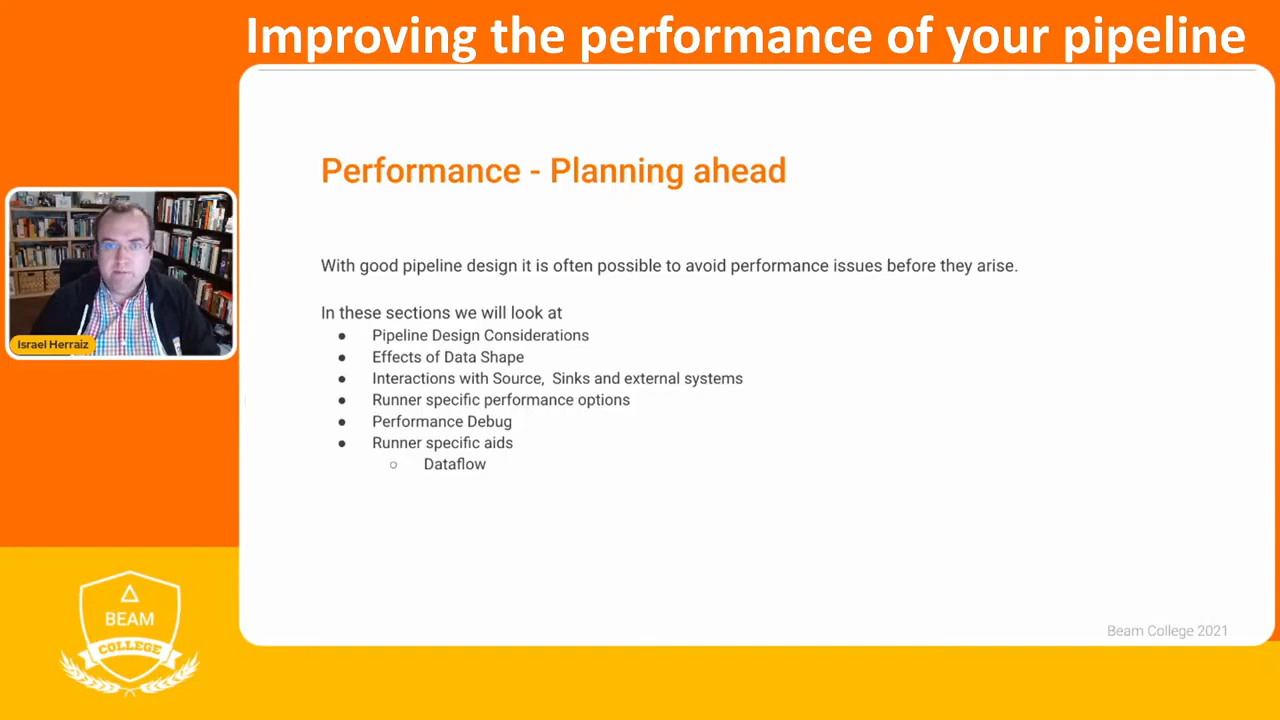 Improving the performance of your pipeline
Performance - Planning ahead
With good pipeline design it is often possible to avoid performance issues before they arise.
In these sections we will look at
● Pipeline Design Considerations
● Effects of Data Shape
● Interactions with Source, Sinks and external systems
● Runner specific performance options
● Performance Debug
● Runner specific aids
○ Dataflow
Israel Herraiz
BEAM
COLLEGE
Beam College 2021